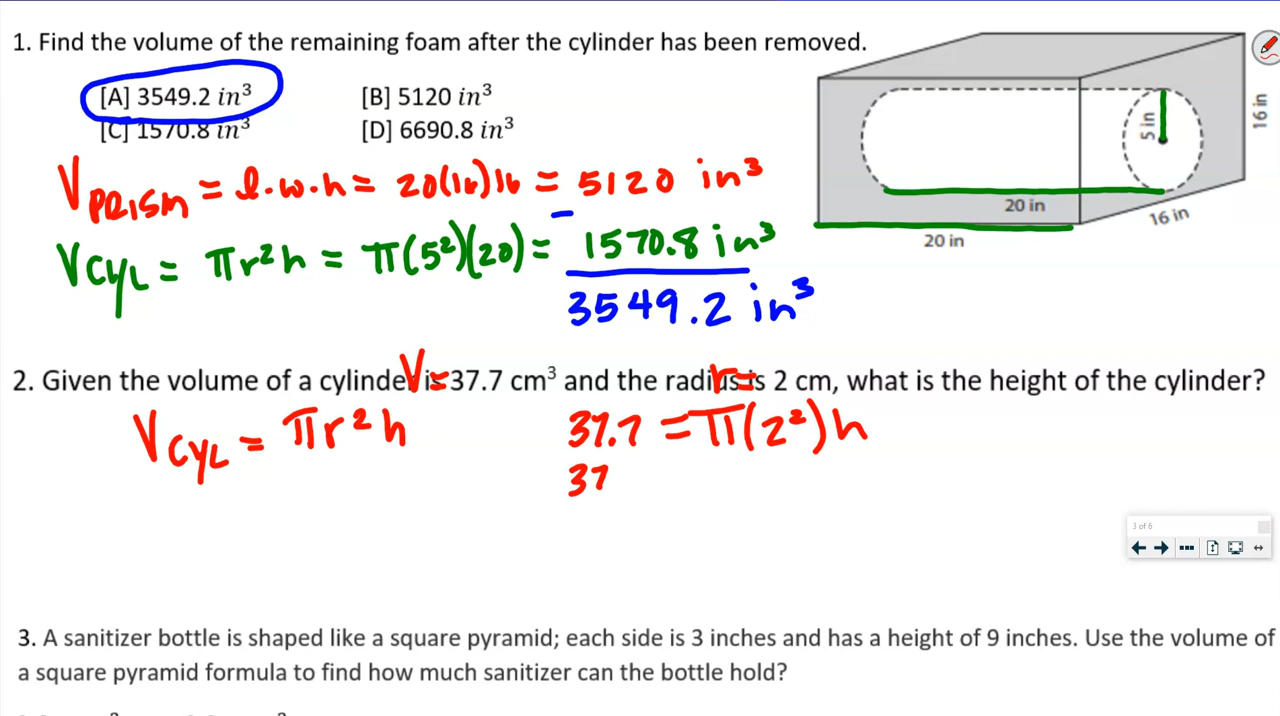 1. Find the volume of the remaining foam after the cylinder has been removed.
[A] 3549.2 in³ [B] 5120 in³
[C] 1570.8 in³ [D] 6690.8 in³
5 in
16 in
20 in
16 in
20 in
V PRISM = l·w·h = 20(16)16 = 5120 in³
V CYL = πr²h = π(5²)(20) = - 1570.8 in³
3549.2 in³
2. Given the volume of a cylinder is 37.7 cm³ and the radius is 2 cm, what is the height of the cylinder?
V= r=
V CYL = πr²h 37.7 = π(2²)h
37
3 of 6
3. A sanitizer bottle is shaped like a square pyramid; each side is 3 inches and has a height of 9 inches. Use the volume of
a square pyramid formula to find how much sanitizer can the bottle hold?